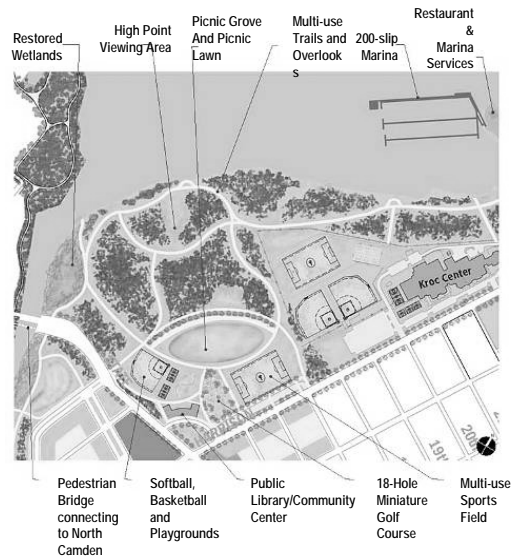 Restored
Wetlands
High Point
Viewing Area
Picnic Grove
And Picnic
Lawn
Multi-use
Trails and
Overlook
s
200-slip
Marina
Restaurant
&
Marina
Services
Kroc Center
Pedestrian
Bridge
connecting
to North
Camden
Softball,
Basketball
and
Playgrounds
Public
Library/Community
Center
18-Hole
Miniature
Golf
Course
Multi-use
Sports
Field